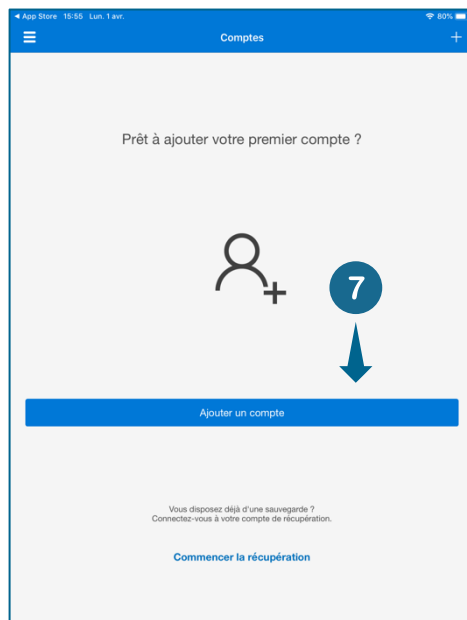 ◀ App Store 15:55 Lun. 1 avr. 80%
Comptes
Prêt à ajouter votre premier compte ?
7
Ajouter un compte
Vous disposez déjà d'une sauvegarde ?
Connectez-vous à votre compte de récupération.
Commencer la récupération